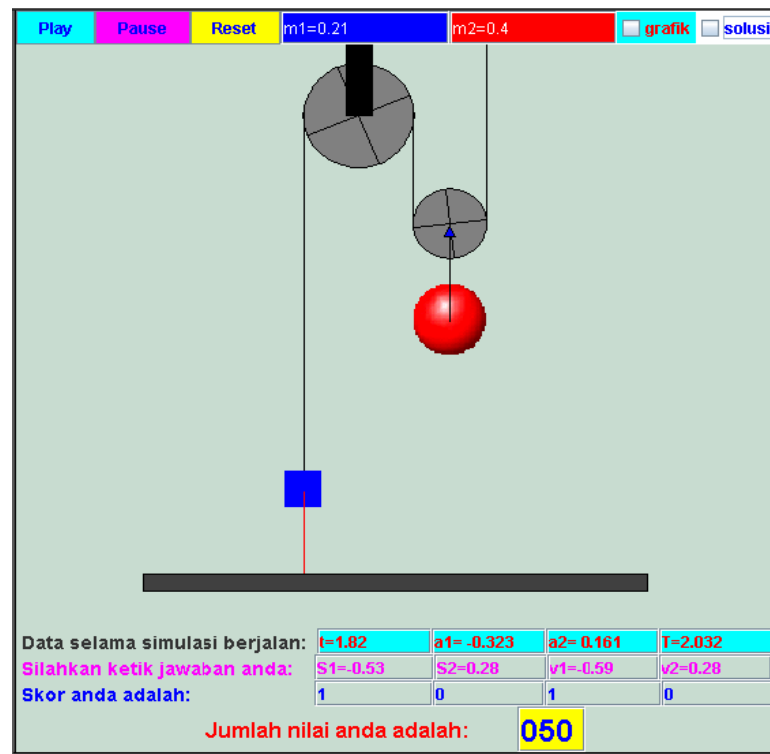 Play Pause Reset m1=0.21 m2=0.4 grafik solusi
Data selama simulasi berjalan: t=1.82 a1= -0.323 a2= 0.161 T=2.032
Silahkan ketik jawaban anda: S1=-0.53 S2=0.28 v1=-0.59 v2=0.28
Skor anda adalah: 1 0 1 0
Jumlah nilai anda adalah: 050